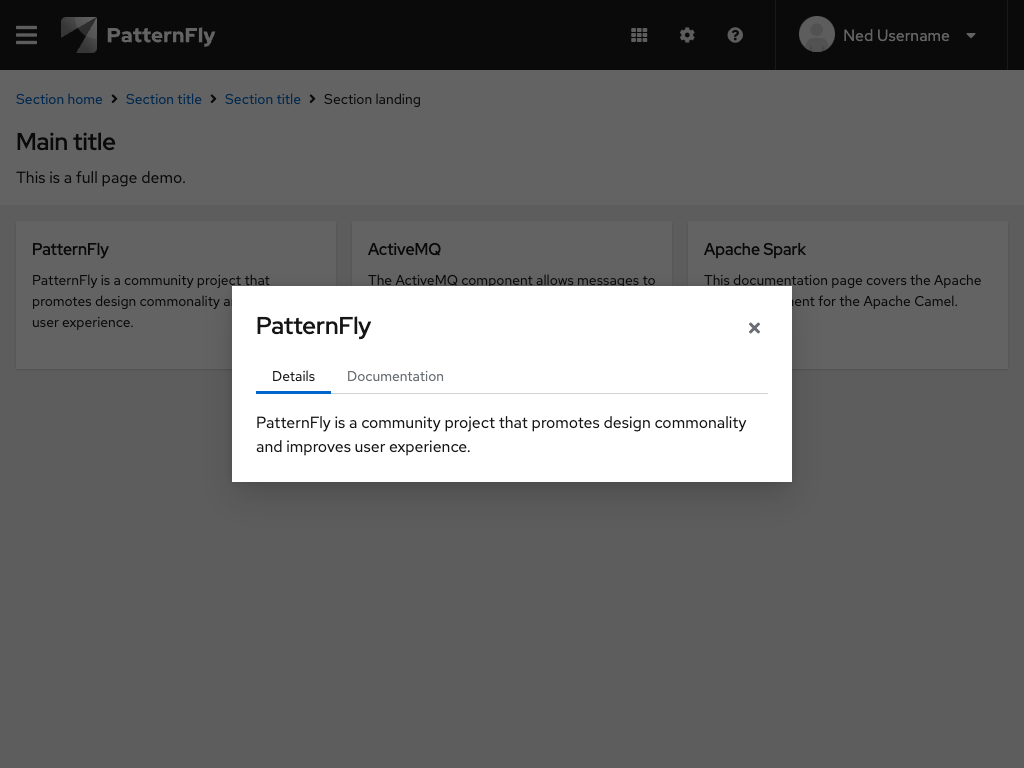 PatternFly
Ned Username
Section home
Section title
Section title
Section landing
Main title
This is a full page demo.
PatternFly
PatternFly is a community project that
promotes design commonality
user experience.
ActiveMQ
The ActiveMQ component allows messages to
Apache Spark
This documentation page covers the Apache
for the Apache Camel.
PatternFly
Details
Documentation
PatternFly is a community project that promotes design commonality
and improves user experience.